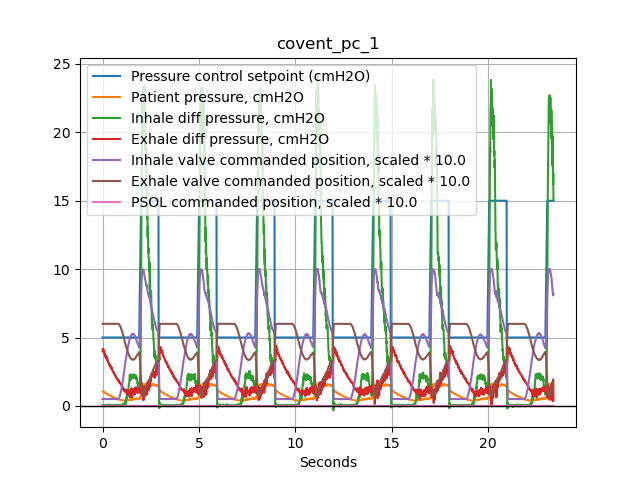 covent_pc_1
25
20
15
10
5
0
Pressure control setpoint (cmH2O)
Patient pressure, cmH2O
Inhale diff pressure, cmH2O
Exhale diff pressure, cmH2O
Inhale valve commanded position, scaled * 10.0
Exhale valve commanded position, scaled * 10.0
PSOL commanded position, scaled * 10.0
0 5 10 15 20
Seconds